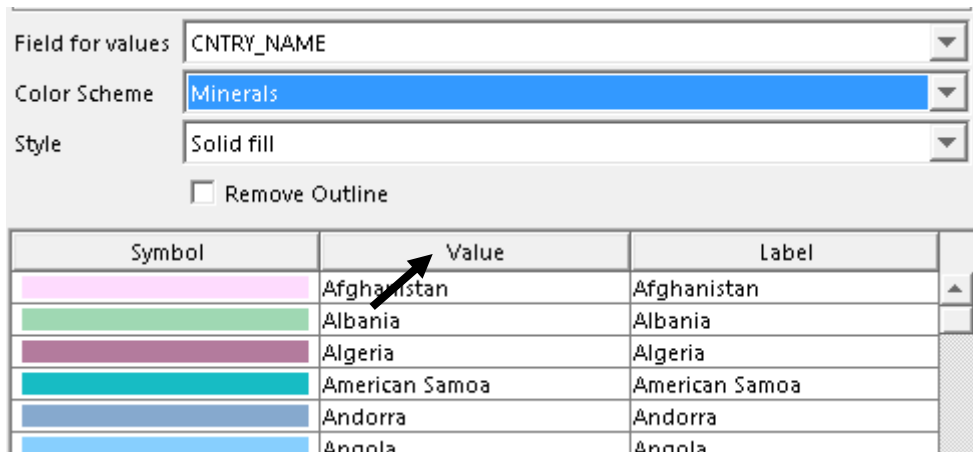 Field for values CNTRY_NAME
Color Scheme Minerals
Style Solid fill
Remove Outline
Symbol Value Label
Afghanistan Afghanistan
Albania Albania
Algeria Algeria
American Samoa American Samoa
Andorra Andorra
Angola Angola